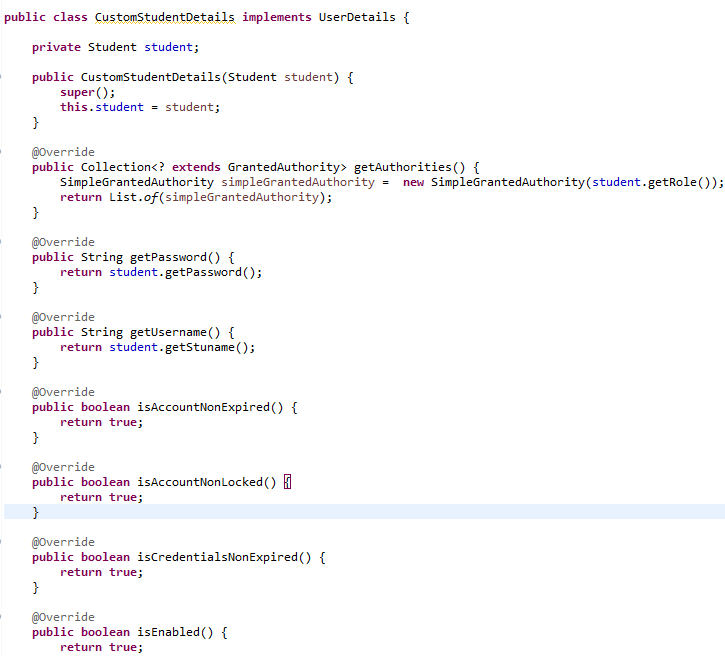 public class CustomStudentDetails implements UserDetails {
private Student student;
public CustomStudentDetails(Student student) {
super();
this.student = student;
}
@Override
public Collection<? extends GrantedAuthority> getAuthorities() {
SimpleGrantedAuthority simpleGrantedAuthority =  new SimpleGrantedAuthority(student.getRole());
return List.of(simpleGrantedAuthority);
}
@Override
public String getPassword() {
return student.getPassword();
}
@Override
public String getUsername() {
return student.getStuname();
}
@Override
public boolean isAccountNonExpired() {
return true;
}
@Override
public boolean isAccountNonLocked() {
return true;
}
@Override
public boolean isCredentialsNonExpired() {
return true;
}
@Override
public boolean isEnabled() {
return true;